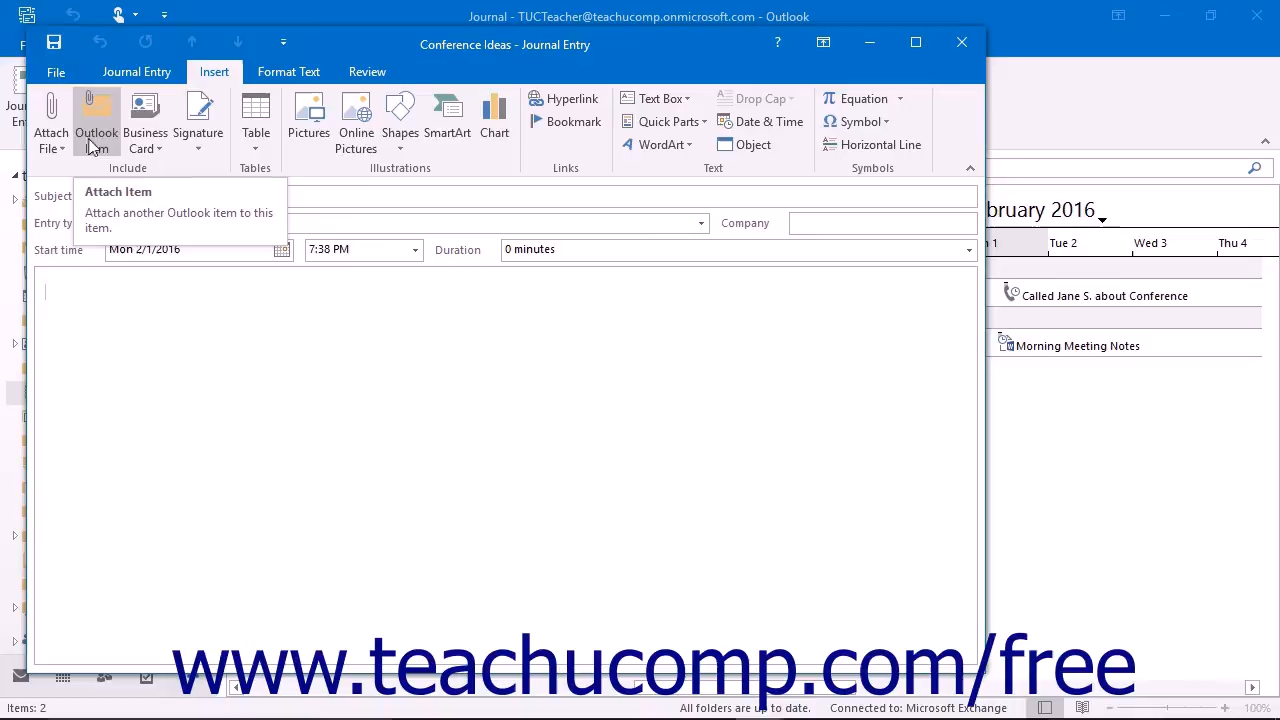 Journal - TUCTeacher@teachucomp.onmicrosoft.com - Outlook
Conference Ideas - Journal Entry
?
File Journal Entry Insert Format Text Review
Attach File
Outlook Item
Business Card
Signature
Include
Table
Tables
Pictures
Online Pictures
Shapes
SmartArt
Chart
Illustrations
Hyperlink
Bookmark
Links
Text Box
Quick Parts
WordArt
Drop Cap
Date & Time
Object
Text
Equation
Symbol
Horizontal Line
Symbols
Attach Item
Attach another Outlook item to this
item.
Subject
Entry ty
Company
Start time Mon 2/1/2016 7:38 PM Duration 0 minutes
bruary 2016
n 1 Tue 2 Wed 3 Thu 4
Called Jane S. about Conference
Morning Meeting Notes
www.teachucomp.com/free
Items: 2 All folders are up to date. Connected to: Microsoft Exchange 100%